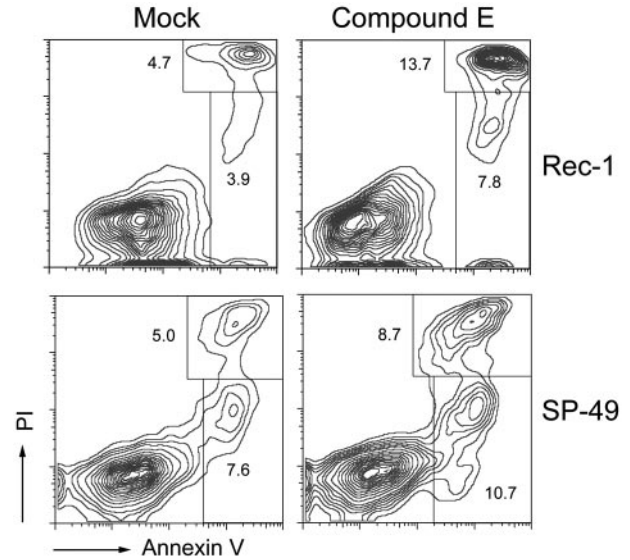 Mock Compound E
4.7 13.7
3.9 7.8
Rec-1
5.0 8.7
7.6 10.7
SP-49
PI
Annexin V